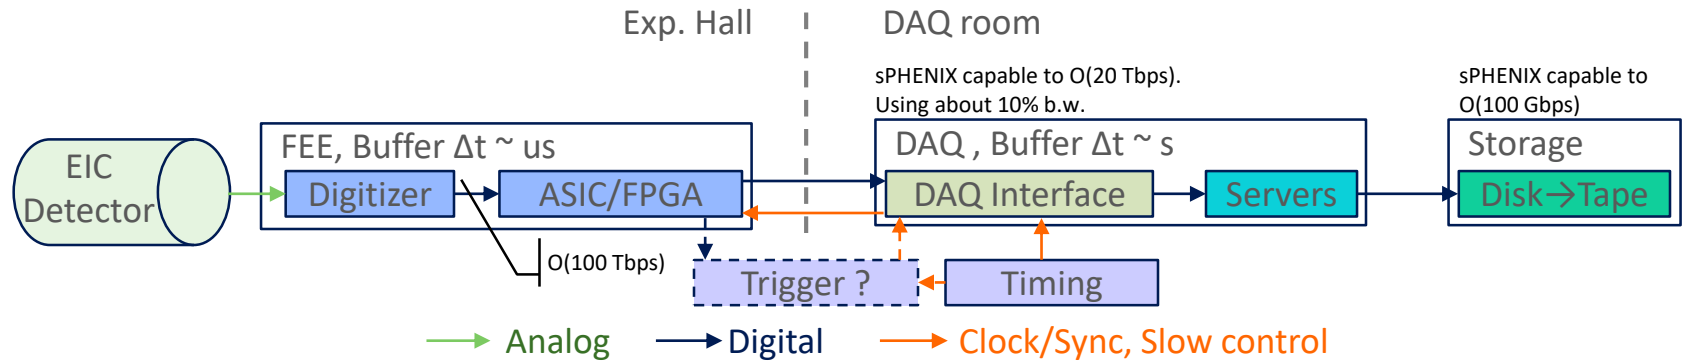 Exp. Hall
DAQ room
sPHENIX capable to O(20 Tbps).
Using about 10% b.w.
sPHENIX capable to
O(100 Gbps)
EIC
Detector
FEE, Buffer Δt ~ us
Digitizer
ASIC/FPGA
DAQ , Buffer Δt ~ s
DAQ Interface
Servers
Storage
Disk→Tape
O(100 Tbps)
Trigger ?
Timing
Analog
Digital
Clock/Sync, Slow control